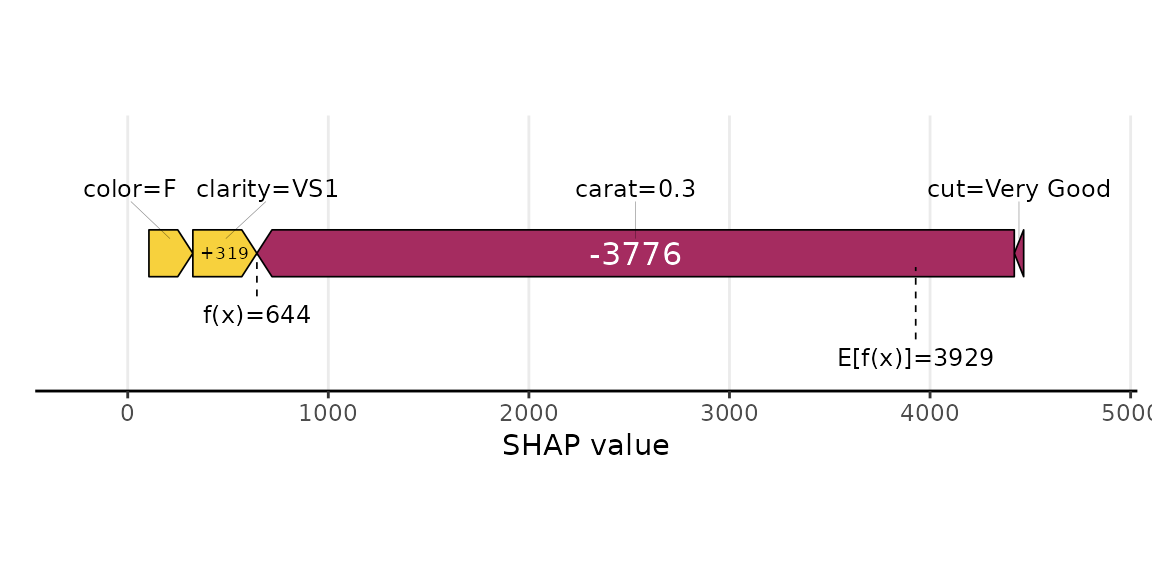 color=F clarity=VS1 carat=0.3 cut=Very Good
+319 -3776
f(x)=644
E[f(x)]=3929
0 1000 2000 3000 4000 5000
SHAP value